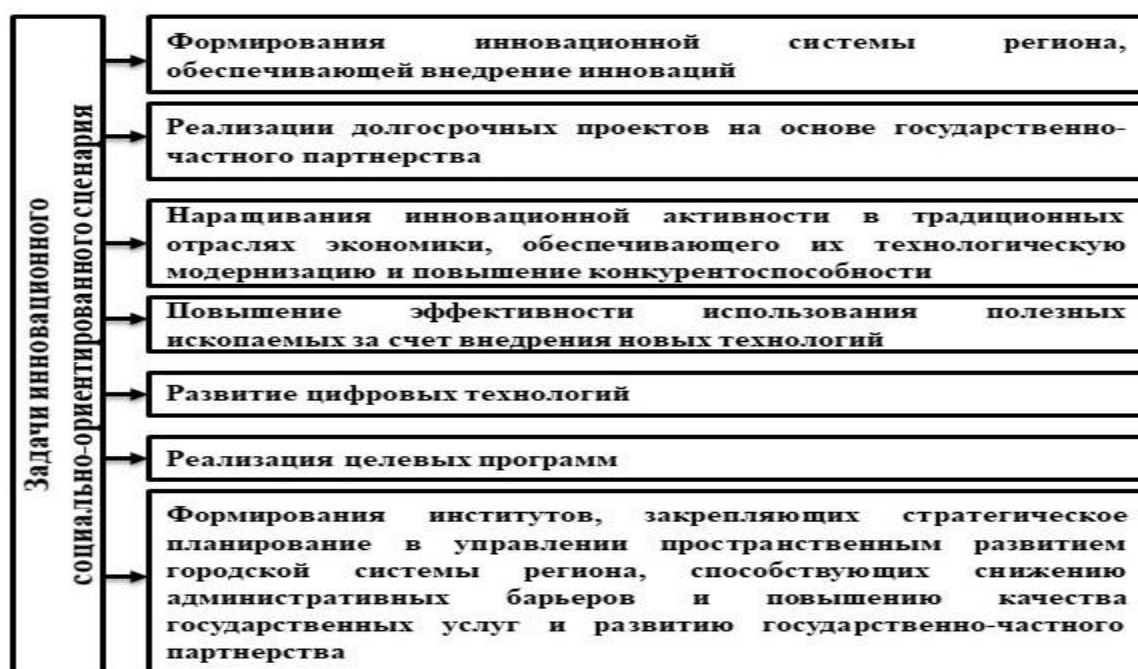 Задачи инновационного
социально-ориентированного сценария
Формирования инновационной системы региона,
обеспечивающей внедрение инноваций
Реализации долгосрочных проектов на основе государственно-
частного партнерства
Наращивания инновационной активности в традиционных
отраслях экономики, обеспечивающего их технологическую
модернизацию и повышение конкурентоспособности
Повышение эффективности использования полезных
ископаемых за счет внедрения новых технологий
Развитие цифровых технологий
Реализация целевых программ
Формирования институтов, закрепляющих стратегическое
планирование в управлении пространственным развитием
городской системы региона, способствующих снижению
административных барьеров и повышению качества
государственных услуг и развитию государственно-частного
партнерства